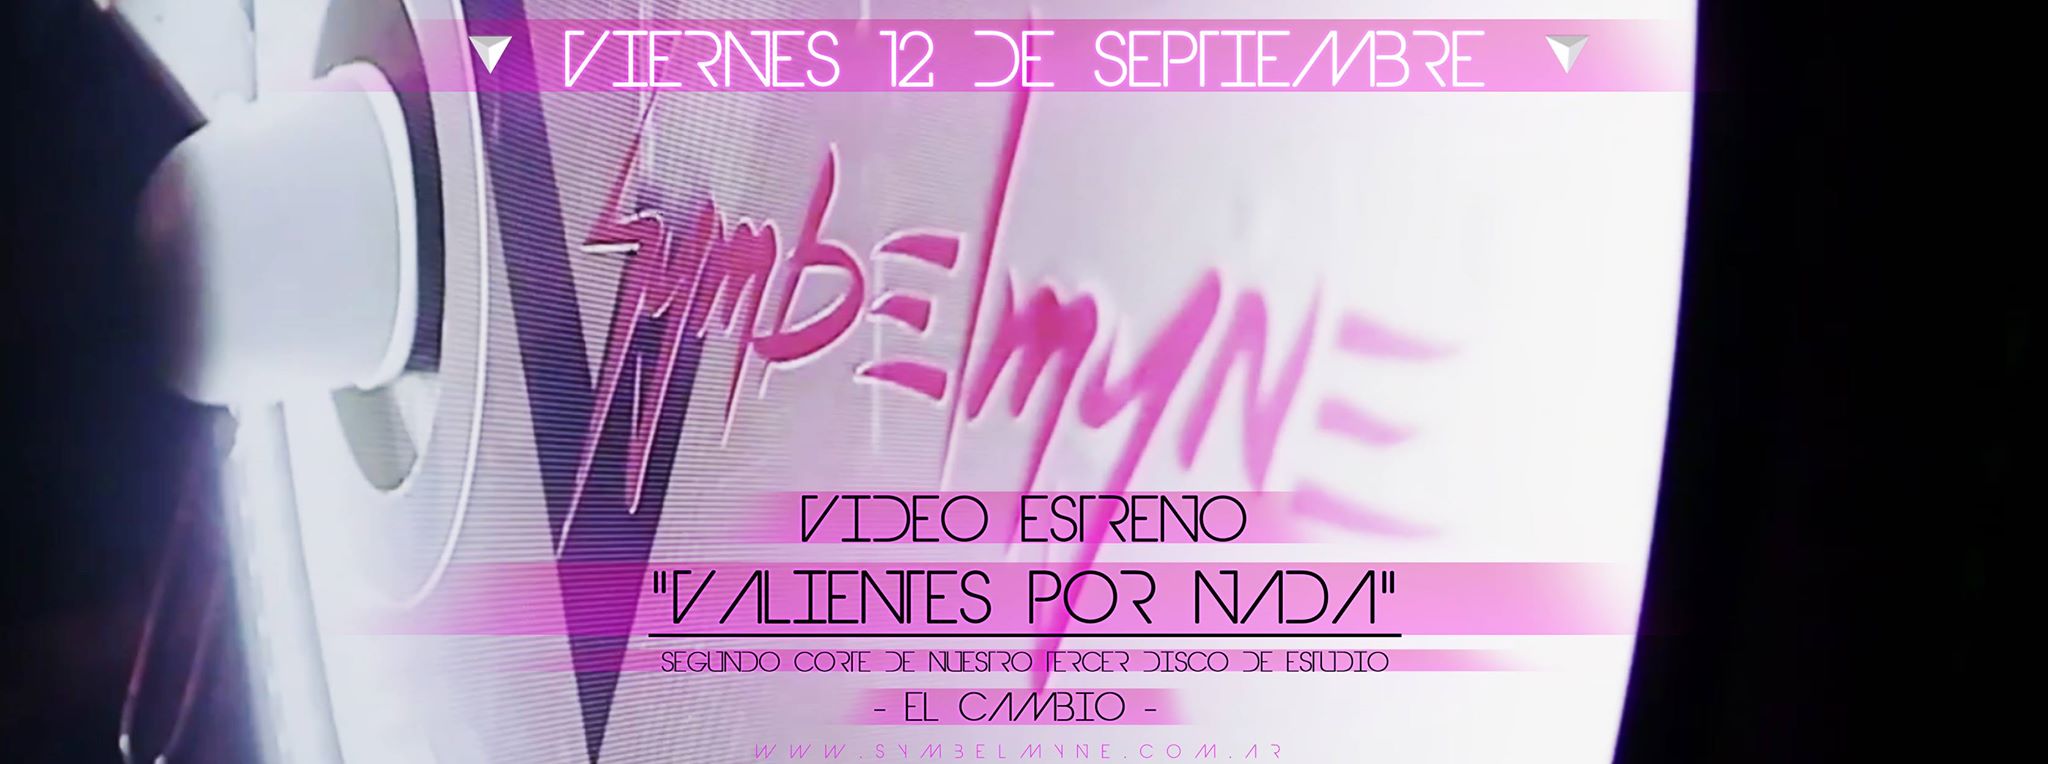 VIERNES 12 DE SEPTIEMBRE
Symbelmyne
VIDEO ESTRENO
"VALIENTES POR NADA"
SEGUNDO CORTE DE NUESTRO TERCER DISCO DE ESTUDIO
- EL CAMBIO -
WWW.SYMBELMYNE.COM.AR